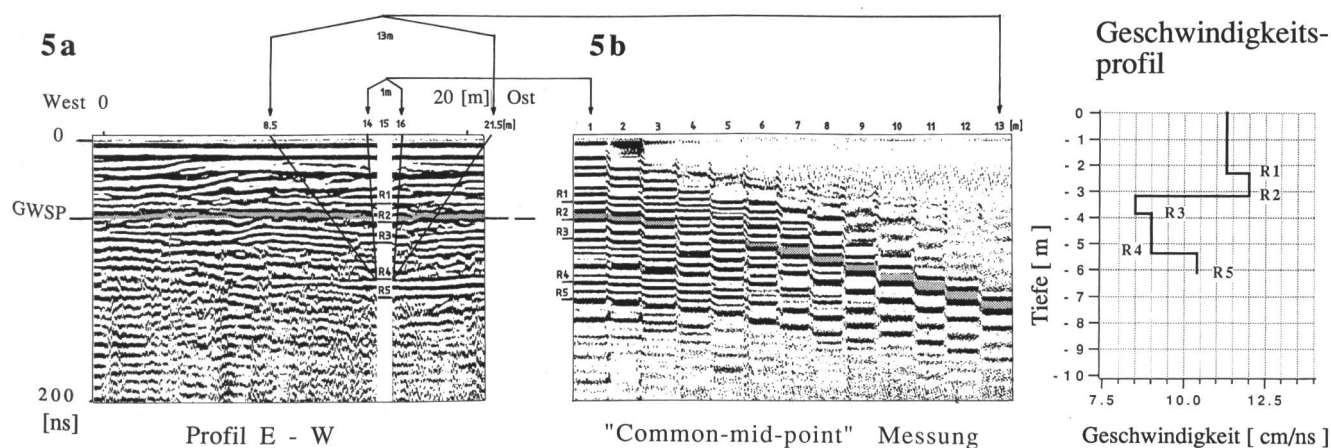 5a
13m
5b
1m
West 0
20 [m] Ost
0
8.5
14 15 16
21.5[m]
R1
GWSP
R2
R3
R4
R5
200
[ns]
Profil E - W
1 2 3 4 5 6 7 8 9 10 11 12 13 [m]
R1
R2
R3
R4
R5
"Common-mid-point" Messung
Geschwindigkeits-
profil
0
- 1
- 2
- 3
- 4
- 5
- 6
- 7
- 8
- 9
- 10
Tiefe [ m ]
R1
R2
R3
R4
R5
7.5 10.0 12.5
Geschwindigkeit [ cm/ns ]